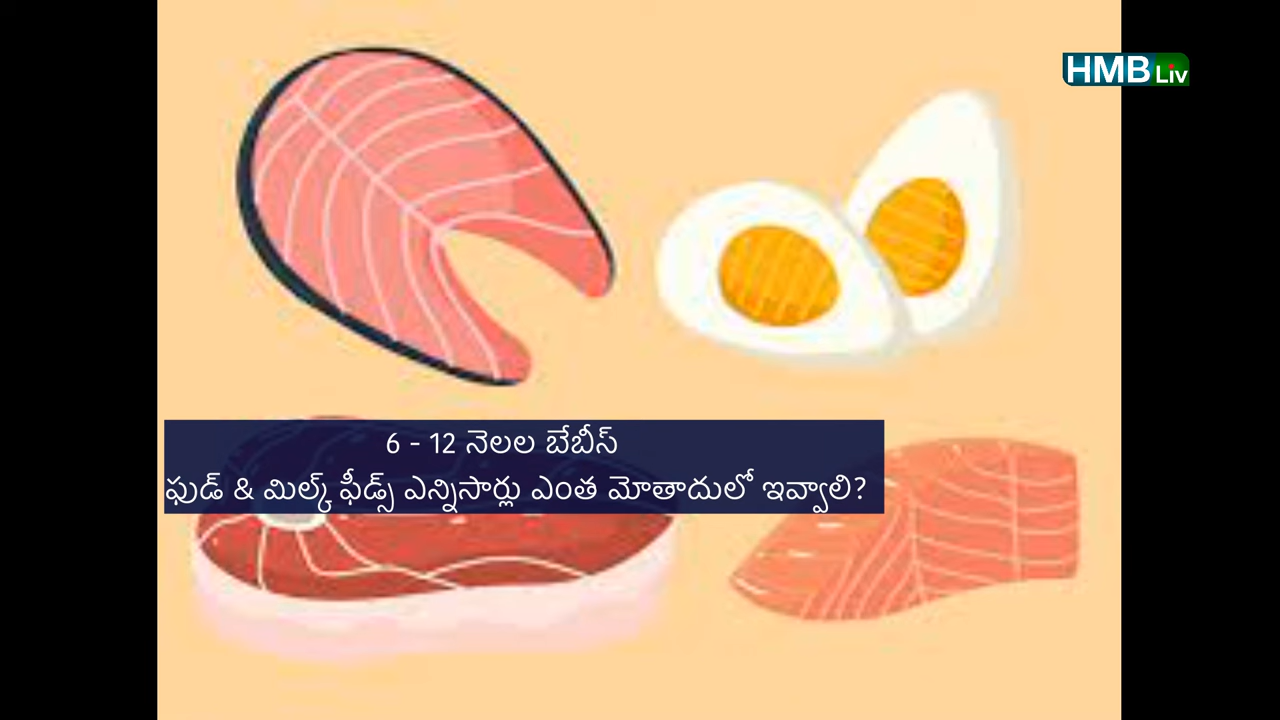 HMB Liv
6 - 12 నెలల బేబీస్
ఫుడ్ & మిల్క్ ఫీడ్స్ ఎన్నిసార్లు ఎంత మోతాదులో ఇవ్వాలి?